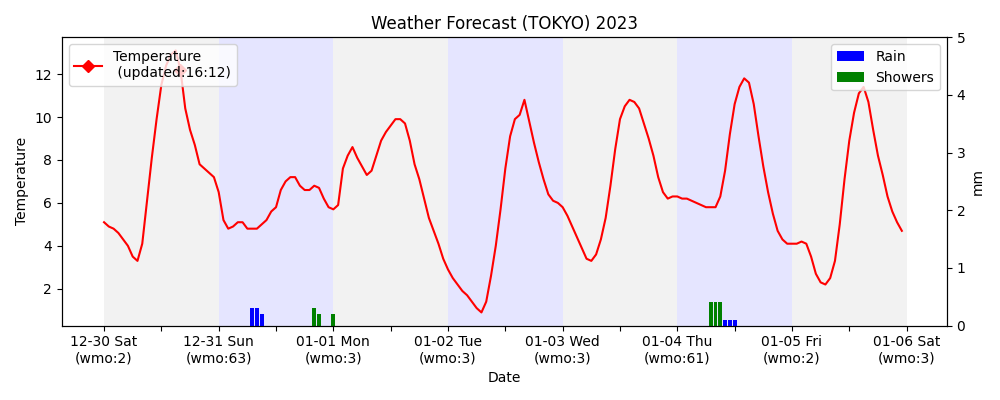 Weather Forecast (TOKYO) 2023
Temperature
(updated:16:12)
Rain
Showers
12
10
8
6
4
2
Temperature
5
4
3
2
1
0
mm
12-30 Sat 12-31 Sun 01-01 Mon 01-02 Tue 01-03 Wed 01-04 Thu 01-05 Fri 01-06 Sat
(wmo:2) (wmo:63) (wmo:3) (wmo:3) (wmo:3) (wmo:61) (wmo:2) (wmo:3)
Date